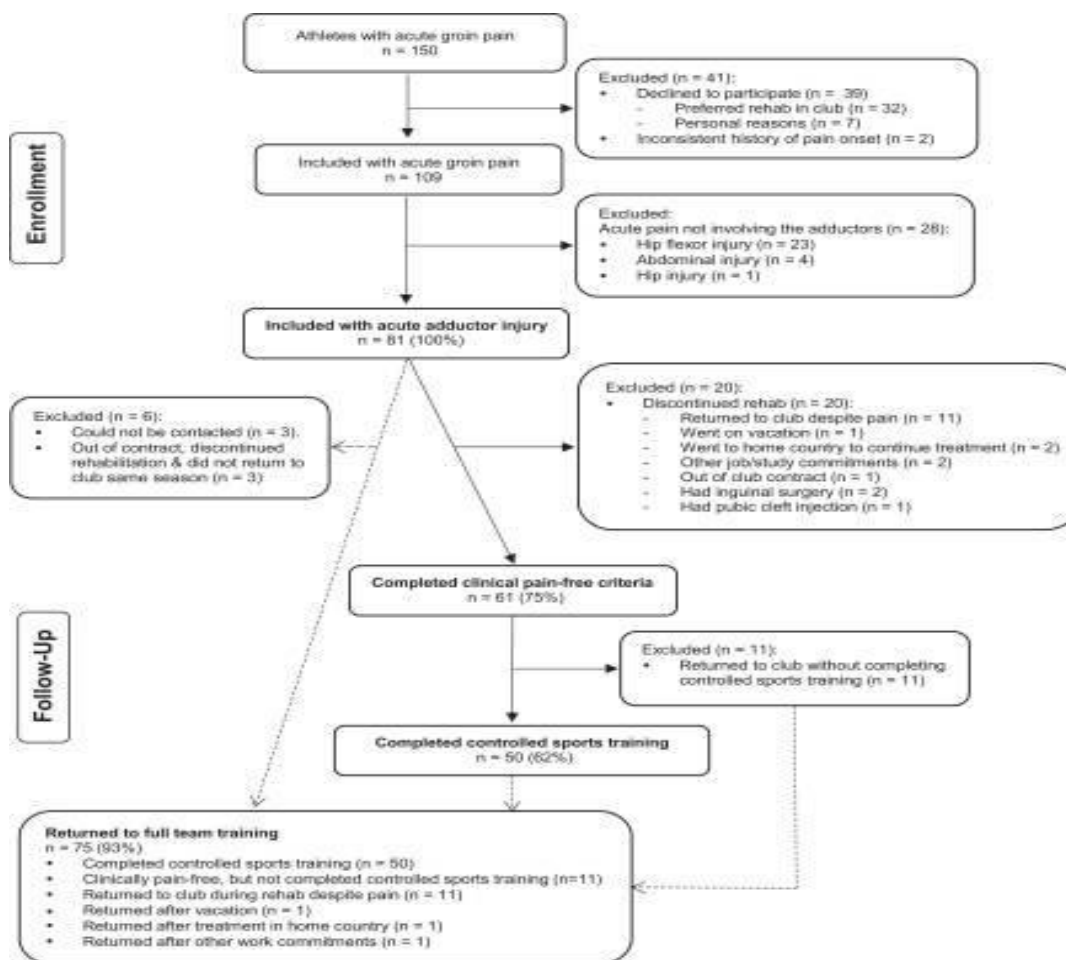 Athletes with acute groin pain
n = 150
Excluded (n = 41):
• Declined to participate (n = 39)
- Preferred rehab in club (n = 32)
- Personal reasons (n = 7)
• Inconsistent history of pain onset (n = 2)
Enrollment
Included with acute groin pain
n = 109
Excluded:
Acute pain not involving the adductors (n = 28):
• Hip flexor injury (n = 23)
• Abdominal injury (n = 4)
• Hip injury (n = 1)
Included with acute adductor injury
n = 81 (100%)
Excluded (n = 6):
• Could not be contacted (n = 3).
• Out of contract, discontinued
rehabilitation & did not return to
club same season (n = 3)
Excluded (n = 20):
• Discontinued rehab (n = 20):
- Returned to club despite pain (n = 11)
- Went on vacation (n = 1)
- Went to home country to continue treatment (n = 2)
- Other job/study commitments (n = 2)
- Out of club contract (n = 1)
- Had inguinal surgery (n = 2)
- Had pubic cleft injection (n = 1)
Completed clinical pain-free criteria
n = 61 (75%)
Follow-Up
Excluded (n = 11):
• Returned to club without completing
controlled sports training (n = 11)
Completed controlled sports training
n = 50 (62%)
Returned to full team training
n = 75 (93%)
• Completed controlled sports training (n = 50)
• Clinically pain-free, but not completed controlled sports training (n=11)
• Returned to club during rehab despite pain (n = 11)
• Returned after vacation (n = 1)
• Returned after treatment in home country (n = 1)
• Returned after other work commitments (n = 1)